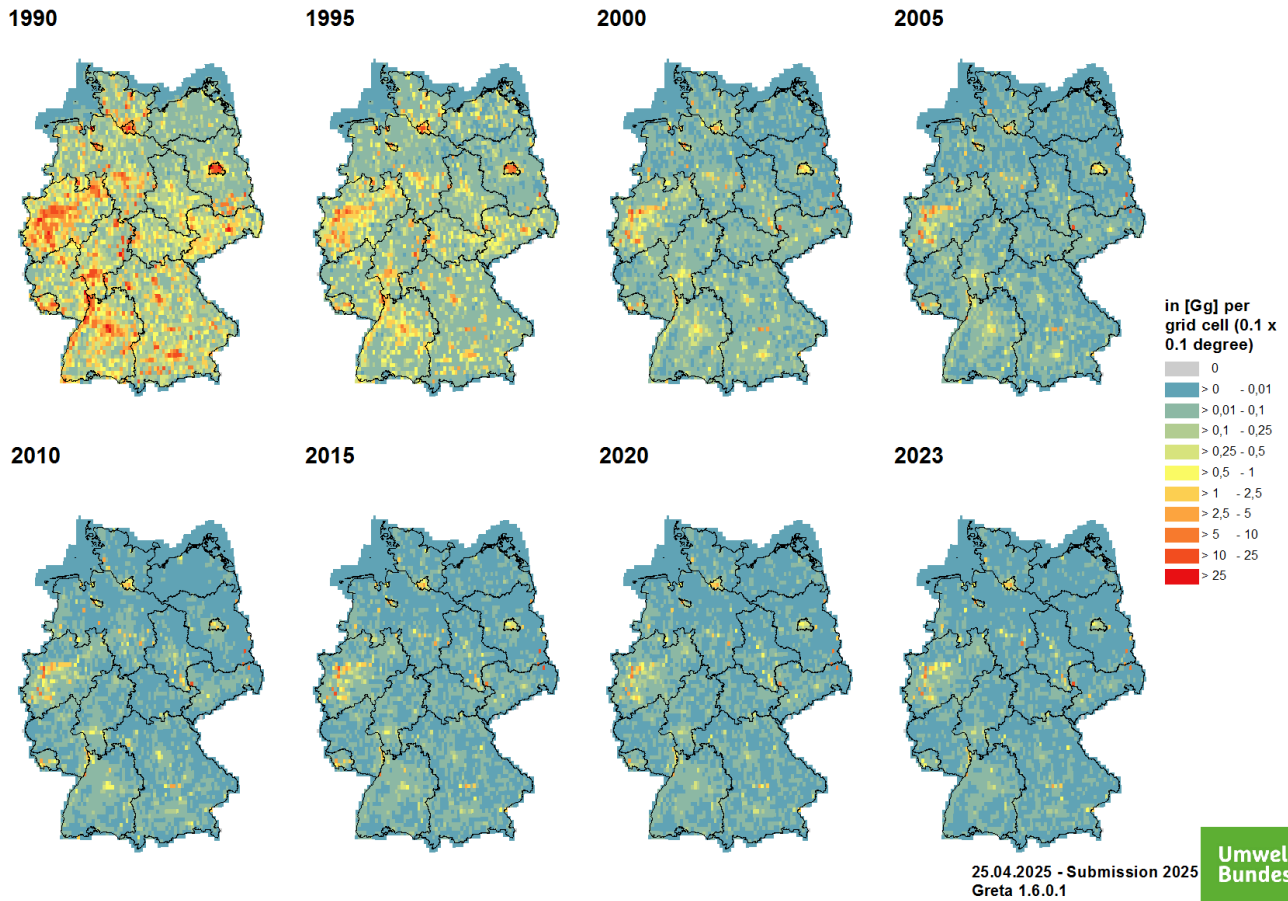 1990
1995
2000
2005
in [Gg] per
grid cell (0.1 x
0.1 degree)
0
> 0 - 0,01
> 0,01 - 0,1
> 0,1 - 0,25
> 0,25 - 0,5
> 0,5 - 1
> 1 - 2,5
> 2,5 - 5
> 5 - 10
> 10 - 25
> 25
2010
2015
2020
2023
25.04.2025 - Submission 2025
Greta 1.6.0.1
Umwel
Bundes